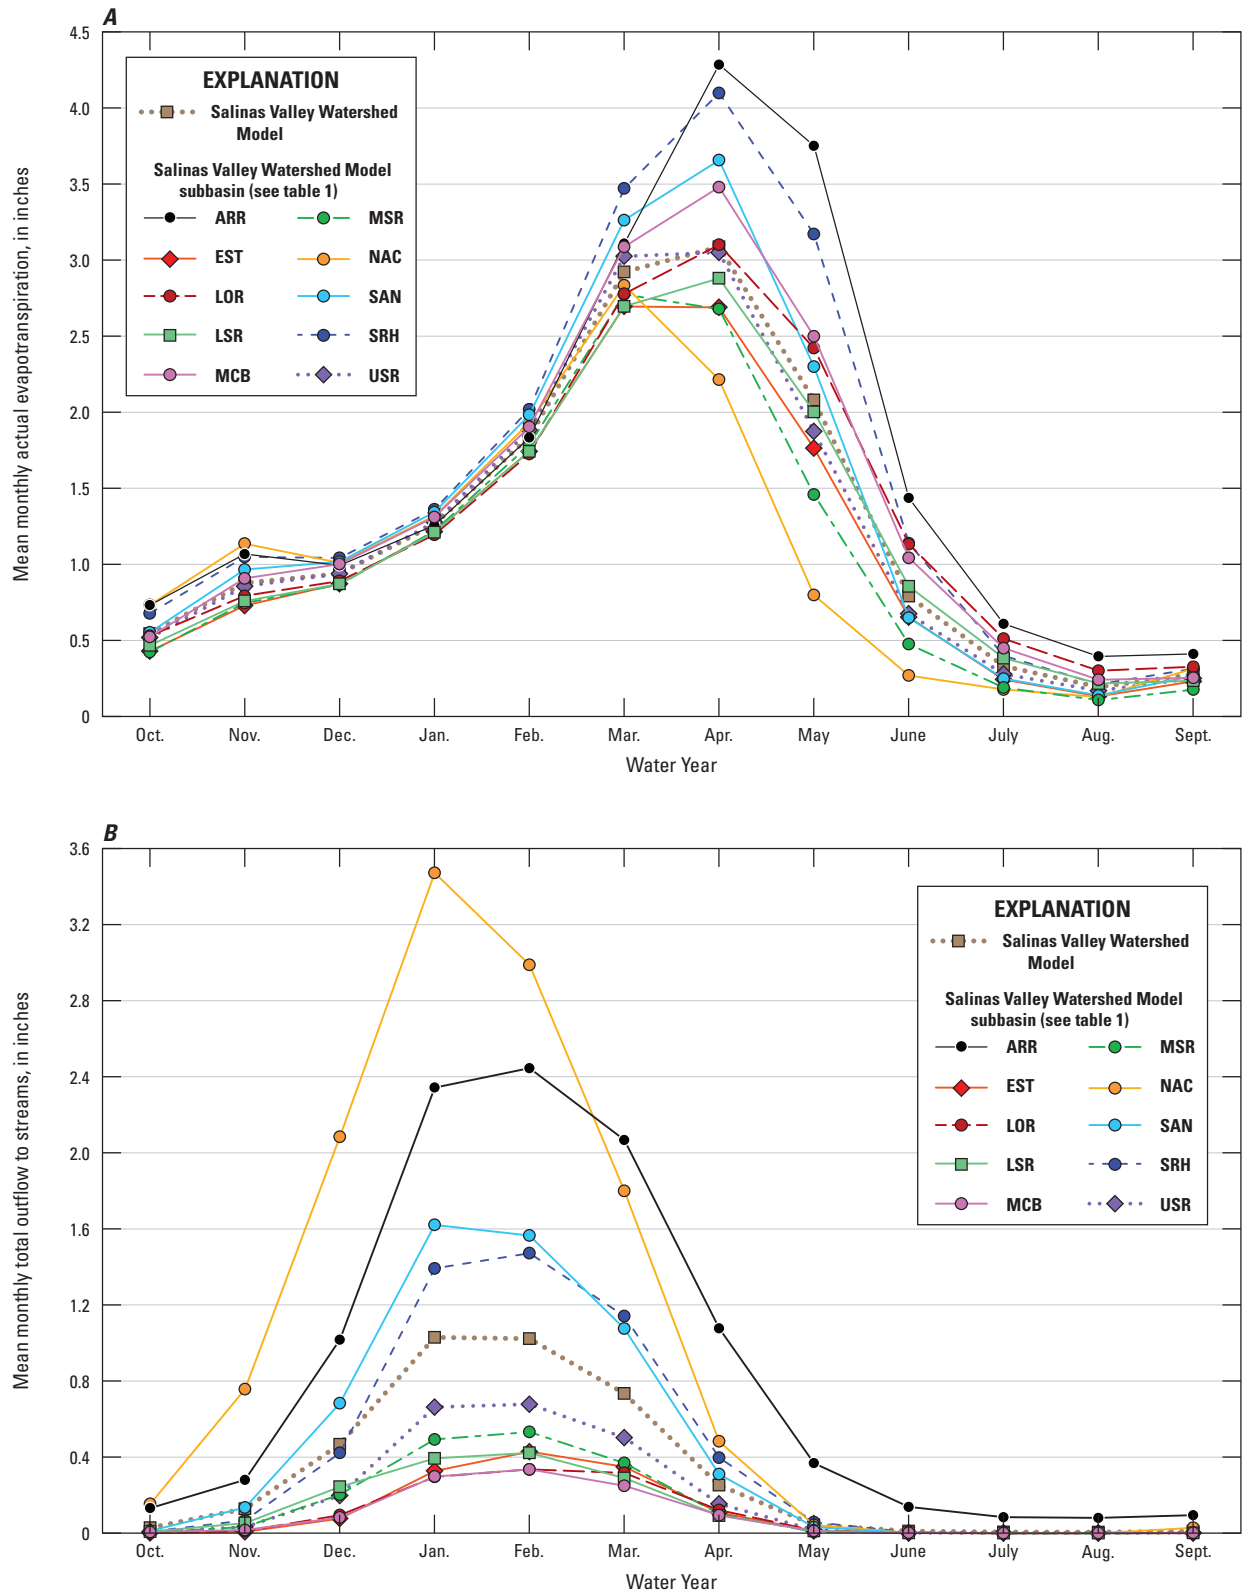 A
Mean monthly actual evapotranspiration, in inches
4.5
4.0
3.5
3.0
2.5
2.0
1.5
1.0
0.5
0
EXPLANATION
Salinas Valley Watershed
Model
Salinas Valley Watershed Model
subbasin (see table 1)
ARR
EST
LOR
LSR
MCB
MSR
NAC
SAN
SRH
USR
Oct. Nov. Dec. Jan. Feb. Mar. Apr. May June July Aug. Sept.
Water Year
B
Mean monthly total outflow to streams, in inches
3.6
3.2
2.8
2.4
2.0
1.6
1.2
0.8
0.4
0
EXPLANATION
Salinas Valley Watershed
Model
Salinas Valley Watershed Model
subbasin (see table 1)
ARR
EST
LOR
LSR
MCB
MSR
NAC
SAN
SRH
USR
Oct. Nov. Dec. Jan. Feb. Mar. Apr. May June July Aug. Sept.
Water Year